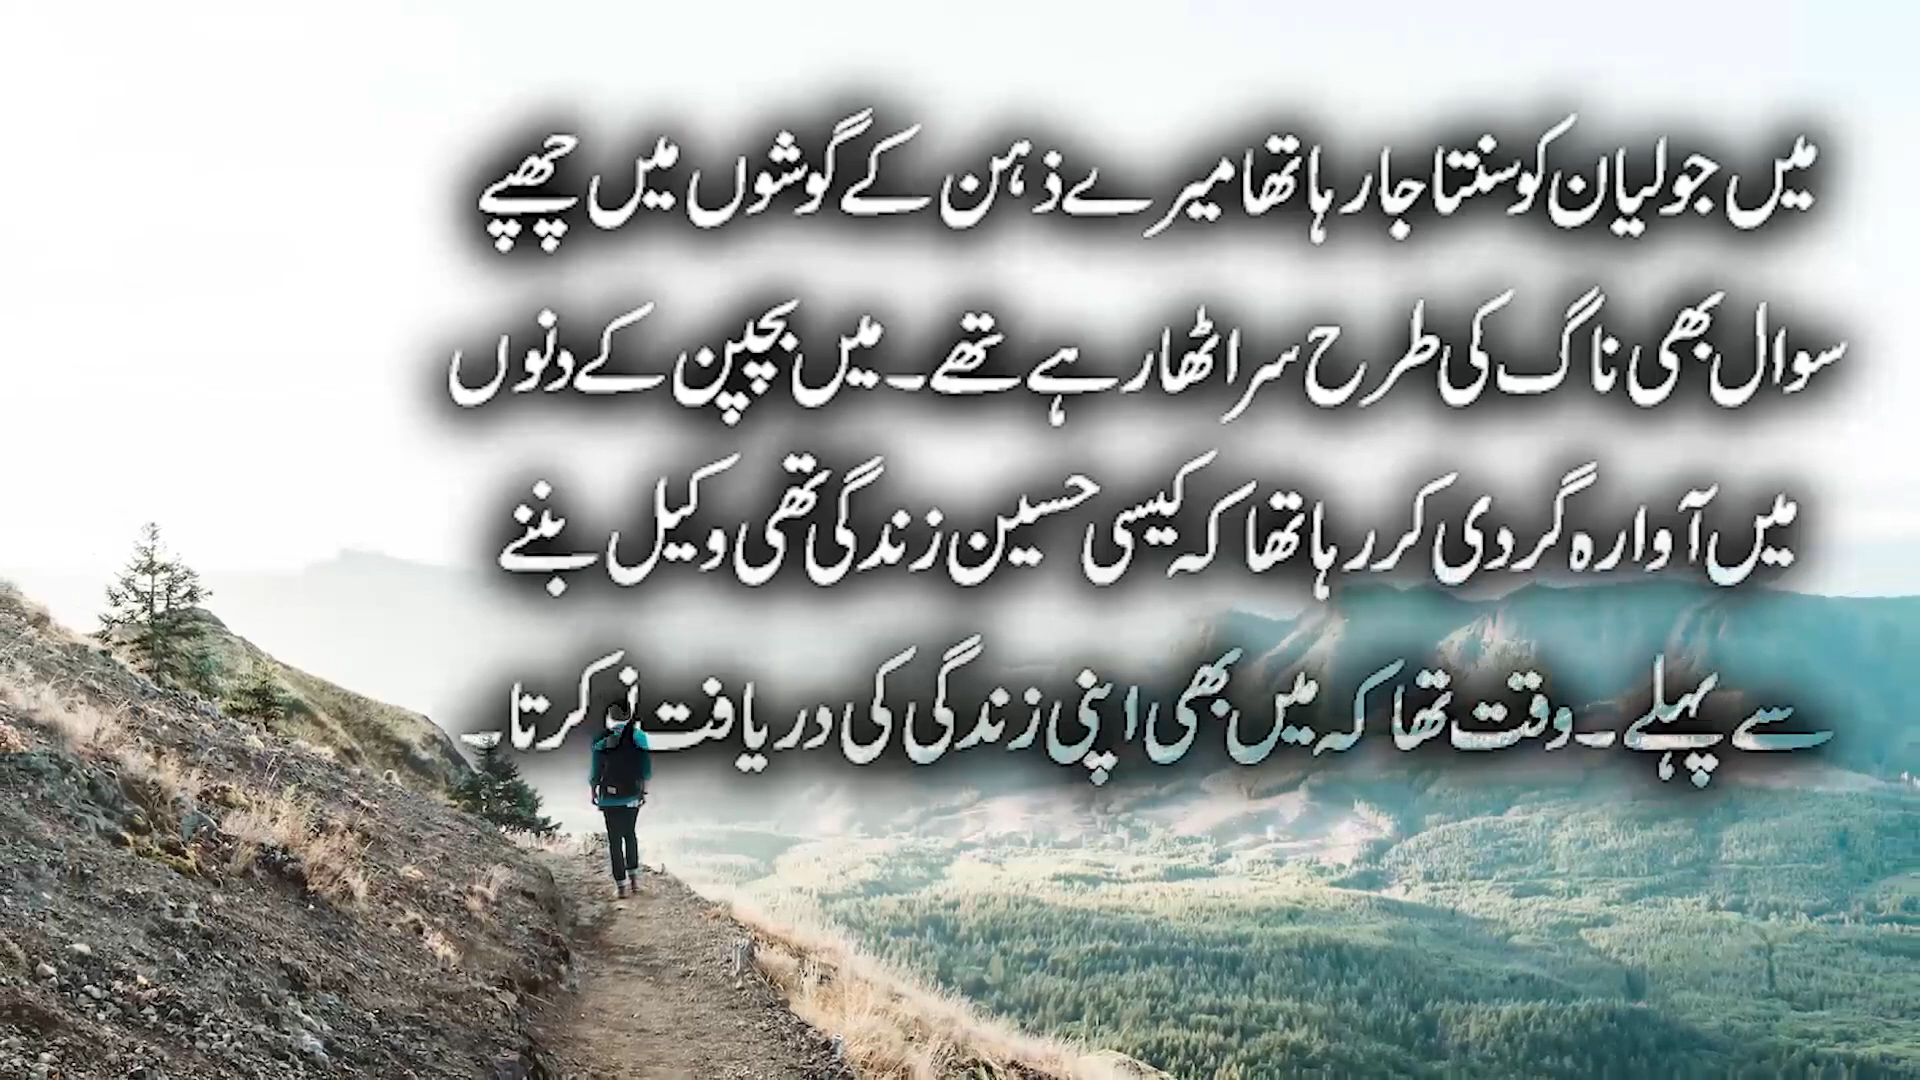 میں جولیان کو سنتا جا رہا تھا میرے ذہن کے گوشوں میں چھپے
سوال بھی ناگ کی طرح سر اٹھا رہے تھے۔ میں بچپن کے دنوں
میں آوارہ گردی کر رہا تھا کہ کیسی حسین زندگی تھی وکیل بننے
سے پہلے۔ وقت تھا کہ میں بھی اپنی زندگی کی دریافت نو کرتا۔